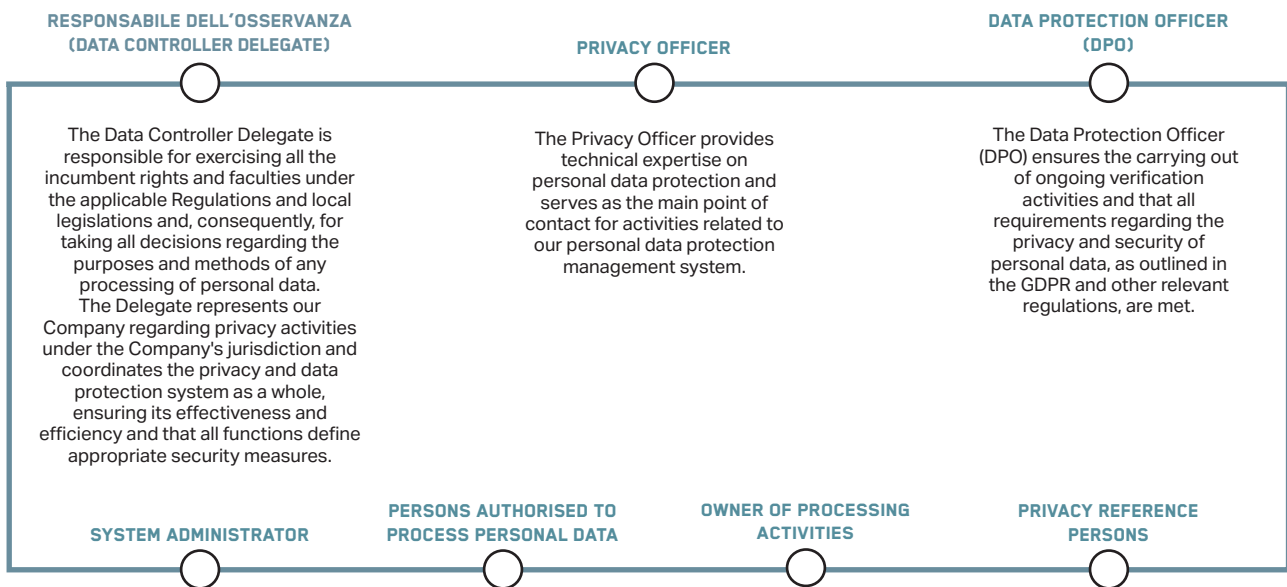 RESPONSABILE DELL'OSSERVANZA
(DATA CONTROLLER DELEGATE)
The Data Controller Delegate is
responsible for exercising all the
incumbent rights and faculties under
the applicable Regulations and local
legislations and, consequently, for
taking all decisions regarding the
purposes and methods of any
processing of personal data.
The Delegate represents our
Company regarding privacy activities
under the Company's jurisdiction and
coordinates the privacy and data
protection system as a whole,
ensuring its effectiveness and
efficiency and that all functions define
appropriate security measures.
PRIVACY OFFICER
The Privacy Officer provides
technical expertise on
personal data protection and
serves as the main point of
contact for activities related to
our personal data protection
management system.
DATA PROTECTION OFFICER
(DPO)
The Data Protection Officer
(DPO) ensures the carrying out
of ongoing verification
activities and that all
requirements regarding the
privacy and security of
personal data, as outlined in
the GDPR and other relevant
regulations, are met.
SYSTEM ADMINISTRATOR
PERSONS AUTHORISED TO
PROCESS PERSONAL DATA
OWNER OF PROCESSING
ACTIVITIES
PRIVACY REFERENCE
PERSONS